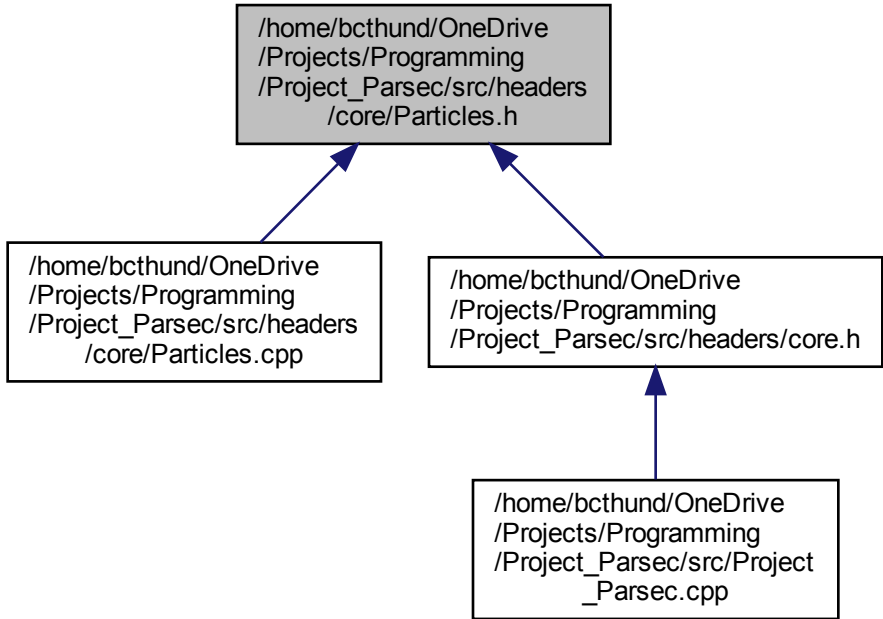 /home/bcthund/OneDrive
/Projects/Programming
/Project_Parsec/src/headers
/core/Particles.h
/home/bcthund/OneDrive
/Projects/Programming
/Project_Parsec/src/headers
/core/Particles.cpp
/home/bcthund/OneDrive
/Projects/Programming
/Project_Parsec/src/headers/core.h
/home/bcthund/OneDrive
/Projects/Programming
/Project_Parsec/src/Project
_Parsec.cpp